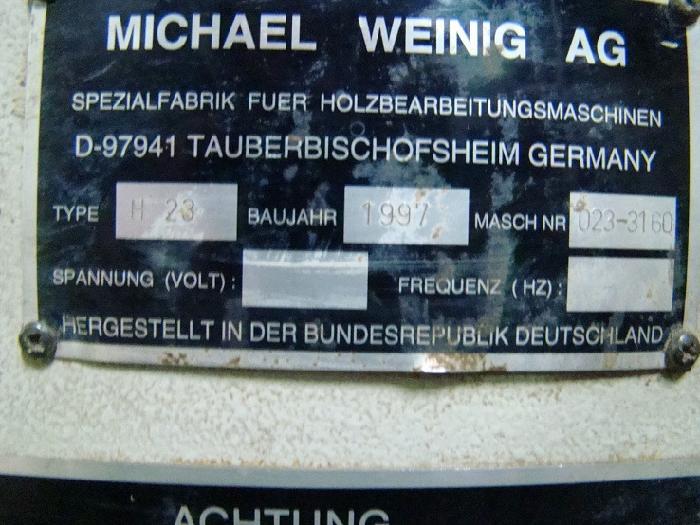 MICHAEL WEINIG AG
SPEZIALFABRIK FUER HOLZBEARBEITUNGSMASCHINEN
D-97941 TAUBERBISCHOFSHEIM GERMANY
TYPE H 23 BAUJAHR 1997 MASCH NR 023-3160
SPANNUNG (VOLT): FREQUENZ (HZ):
HERGESTELLT IN DER BUNDESREPUBLIK DEUTSCHLAND
ACHTUNG